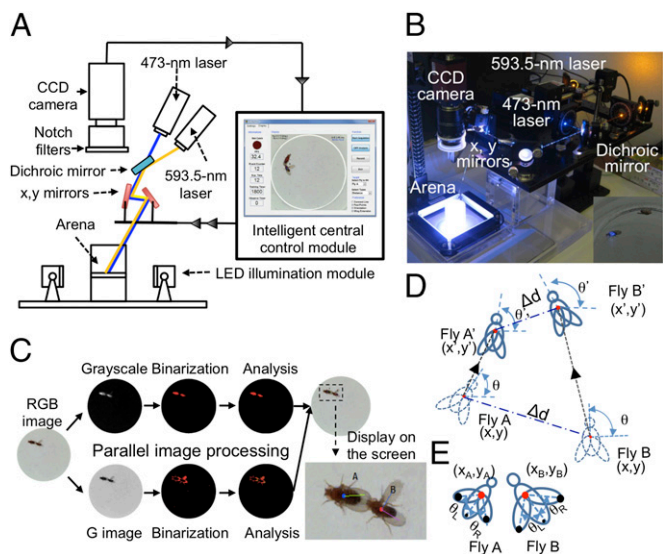 A
473-nm laser
CCD
camera
Notch
filters
Dichroic mirror
x,y mirrors
593.5-nm
laser
Arena
Intelligent central
control module
LED illumination module
B
593.5-nm laser
CCD
camera
473-nm
laser
x, y
mirrors
Dichroic
mirror
Arena
C
Grayscale Binarization Analysis
RGB
image
Parallel image processing
Display on
the screen
G image Binarization Analysis
A
B
D
θ'
Δd
θ'
Fly B'
(x',y')
Fly A'
(x',y')
θ
Δd
θ
Fly A
(x,y)
Fly B
(x,y)
E
(xA,yA) (xB,yB)
θL θR θL θR
Fly A Fly B